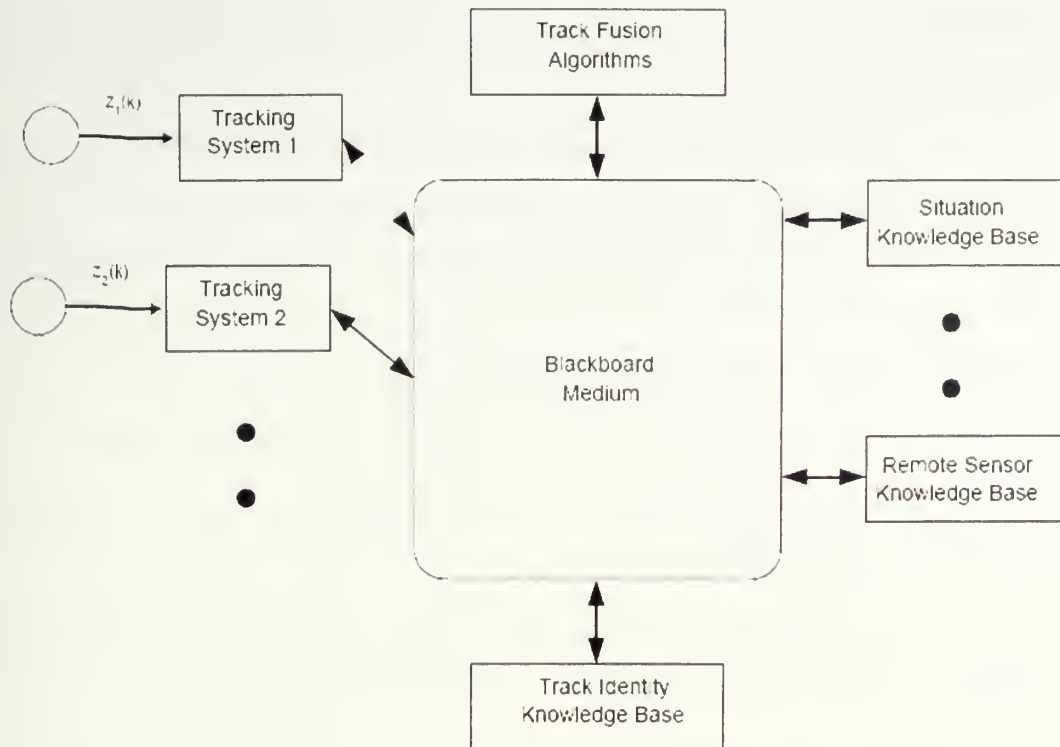 Track Fusion
Algorithms
z₁(k)
Tracking
System 1
Situation
Knowledge Base
z₂(k)
Tracking
System 2
Blackboard
Medium
Remote Sensor
Knowledge Base
Track Identity
Knowledge Base